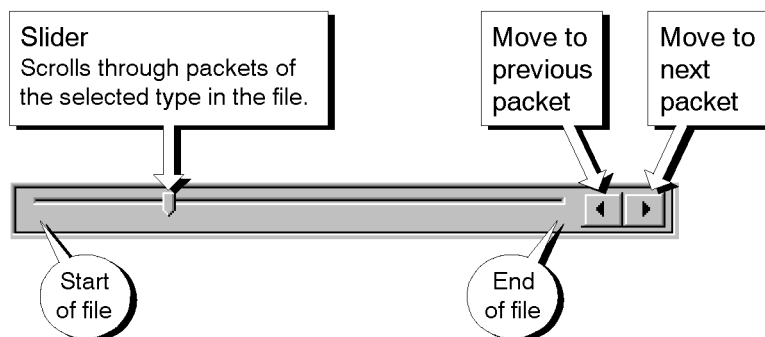 Slider
Scrolls through packets of
the selected type in the file.
Move to
previous
packet
Move to
next
packet
Start
of file
End
of file